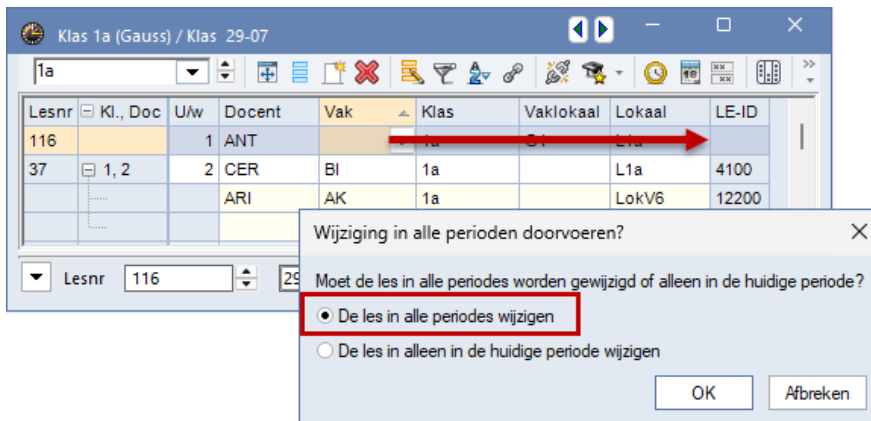 Klas 1a (Gauss) / Klas 29-07
1a
Lesnr Kl., Doc U/w Docent Vak Klas Vaklokaal Lokaal LE-ID
116 1 ANT 1a L1a
37 1, 2 2 CER BI 1a L1a 4100
ARI AK 1a LokV6 12200
Lesnr 116 29
Wijziging in alle perioden doorvoeren?
Moet de les in alle periodes worden gewijzigd of alleen in de huidige periode?
De les in alle periodes wijzigen
De les in alleen in de huidige periode wijzigen
OK Afbreken